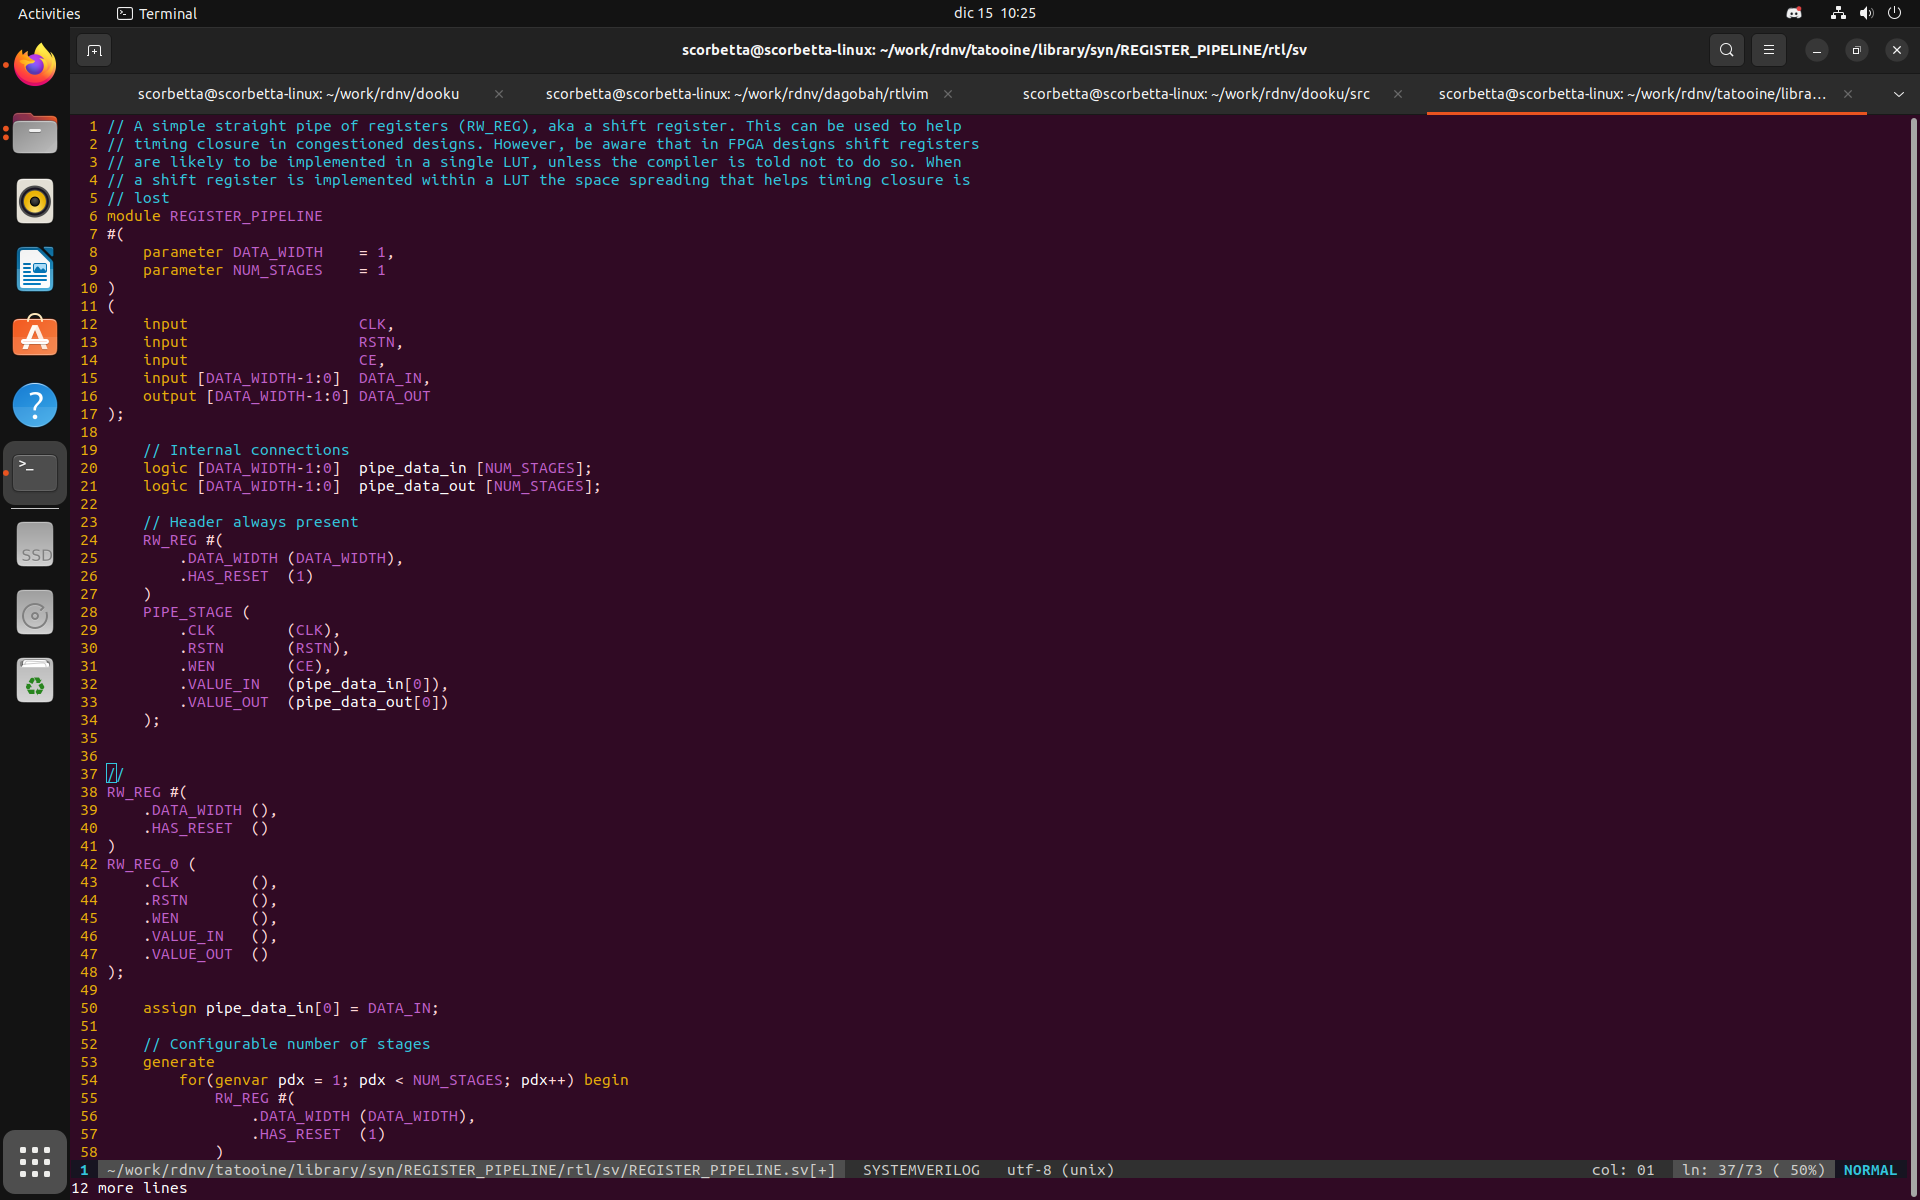 Activities
Terminal
dic 15 10:25
scorbetta@scorbetta-linux: ~/work/rdnv/tatooine/library/syn/REGISTER_PIPELINE/rtl/sv
scorbetta@scorbetta-linux: ~/work/rdnv/dooku
scorbetta@scorbetta-linux: ~/work/rdnv/dagobah/rtlvim
scorbetta@scorbetta-linux: ~/work/rdnv/dooku/src
scorbetta@scorbetta-linux: ~/work/rdnv/tatooine/libra...
1 // A simple straight pipe of registers (RW_REG), aka a shift register. This can be used to help
2 // timing closure in congestioned designs. However, be aware that in FPGA designs shift registers
3 // are likely to be implemented in a single LUT, unless the compiler is told not to do so. When
4 // a shift register is implemented within a LUT the space spreading that helps timing closure is
5 // lost
6 module REGISTER_PIPELINE
7 #(
8     parameter DATA_WIDTH    = 1,
9     parameter NUM_STAGES    = 1
10 )
11 (
12     input                   CLK,
13     input                   RSTN,
14     input                   CE,
15     input [DATA_WIDTH-1:0]  DATA_IN,
16     output [DATA_WIDTH-1:0] DATA_OUT
17 );
18
19     // Internal connections
20     logic [DATA_WIDTH-1:0]  pipe_data_in [NUM_STAGES];
21     logic [DATA_WIDTH-1:0]  pipe_data_out [NUM_STAGES];
22
23     // Header always present
24     RW_REG #(
25         .DATA_WIDTH (DATA_WIDTH),
26         .HAS_RESET  (1)
27     )
28     PIPE_STAGE (
29         .CLK        (CLK),
30         .RSTN       (RSTN),
31         .WEN        (CE),
32         .VALUE_IN   (pipe_data_in[0]),
33         .VALUE_OUT  (pipe_data_out[0])
34     );
35
36
37 //
38 RW_REG #(
39     .DATA_WIDTH (),
40     .HAS_RESET  ()
41 )
42 RW_REG_0 (
43     .CLK        (),
44     .RSTN       (),
45     .WEN        (),
46     .VALUE_IN   (),
47     .VALUE_OUT  ()
48 );
49
50     assign pipe_data_in[0] = DATA_IN;
51
52     // Configurable number of stages
53     generate
54         for(genvar pdx = 1; pdx < NUM_STAGES; pdx++) begin
55             RW_REG #(
56                 .DATA_WIDTH (DATA_WIDTH),
57                 .HAS_RESET  (1)
58             )
1 ~/work/rdnv/tatooine/library/syn/REGISTER_PIPELINE/rtl/sv/REGISTER_PIPELINE.sv[+] SYSTEMVERILOG utf-8 (unix) col: 01 ln: 37/73 ( 50%) NORMAL
12 more lines
SSD